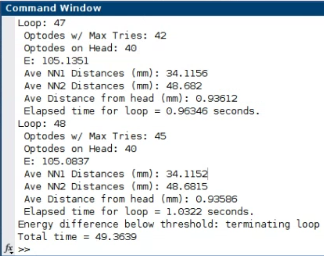 Command Window
Loop: 47
Optodes w/ Max Tries: 42
Optodes on Head: 40
E: 105.1351
Ave NN1 Distances (mm): 34.1156
Ave NN2 Distances (mm): 48.682
Ave Distance from head (mm): 0.93612
Elapsed time for loop = 0.96346 seconds.
Loop: 48
Optodes w/ Max Tries: 45
Optodes on Head: 40
E: 105.0837
Ave NN1 Distances (mm): 34.1152
Ave NN2 Distances (mm): 48.6815
Ave Distance from head (mm): 0.93586
Elapsed time for loop = 1.0322 seconds.
Energy difference below threshold: terminating loop
Total time = 49.3639
fx >>